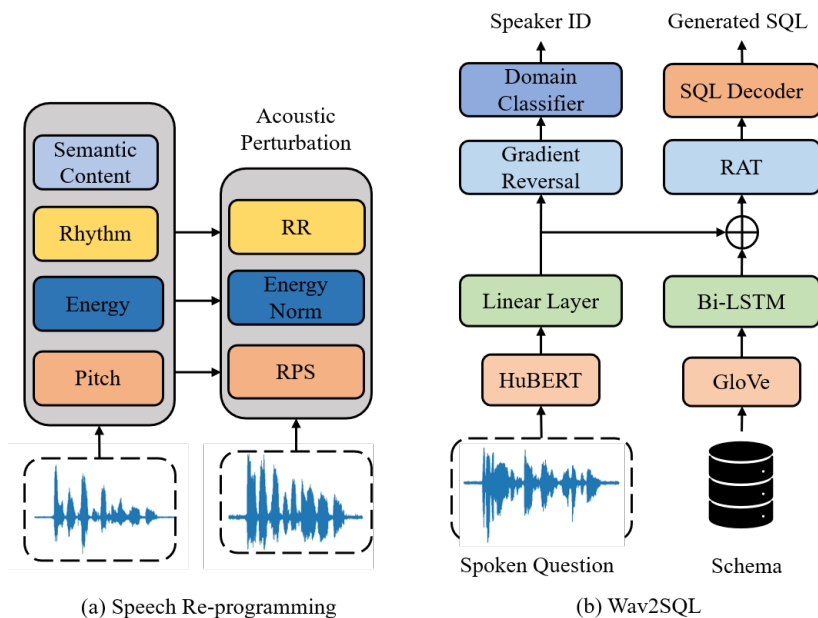 Acoustic
Perturbation
Semantic
Content
Rhythm
Energy
Pitch
RR
Energy
Norm
RPS
(a) Speech Re-programming
Speaker ID
Generated SQL
Domain
Classifier
SQL Decoder
Gradient
Reversal
RAT
Linear Layer
Bi-LSTM
HuBERT
GloVe
Spoken Question
Schema
(b) Wav2SQL